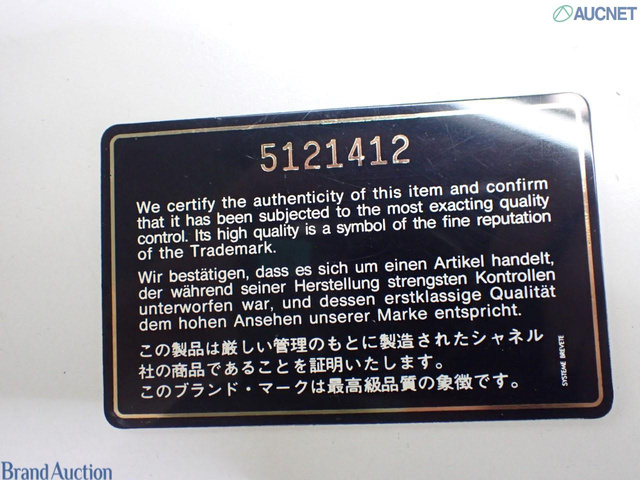 AUCNET
5121412
We certify the authenticity of this item and confirm
that it has been subjected to the most exacting quality
control. Its high quality is a symbol of the fine reputation
of the Trademark.
Wir bestätigen, dass es sich um einen Artikel handelt,
der während seiner Herstellung strengsten Kontrollen
unterworfen war, und dessen erstklassige Qualität
dem hohen Ansehen unserer Marke entspricht.
この製品は厳しい管理のもとに製造されたシャネル
社の商品であることを証明いたします。
このブランド・マークは最高級品質の象徴です。
SYSTEME BREVETE
Brand Auction